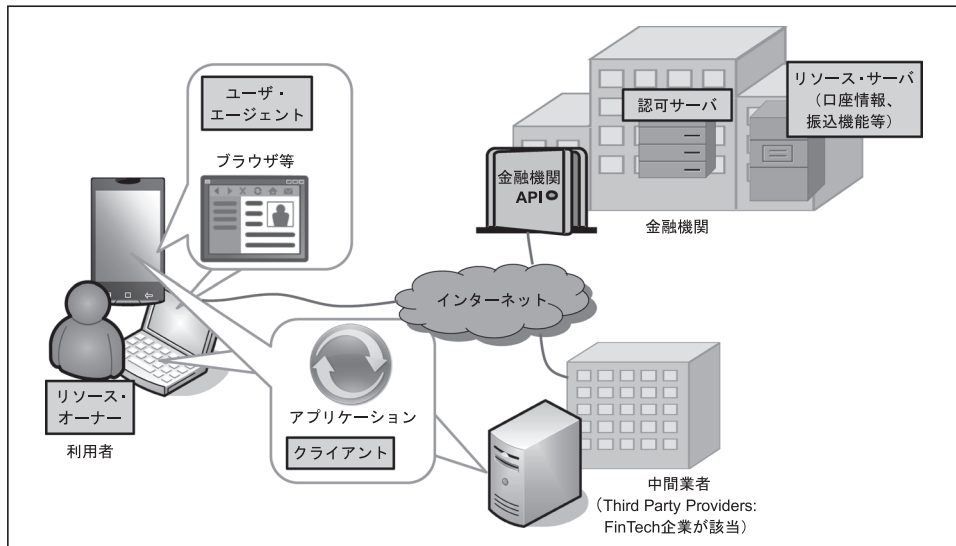 ユーザ・
エージェント
ブラウザ等
リソース・サーバ
（口座情報、
振込機能等）
認可サーバ
金融機関
API
金融機関
インターネット
アプリケーション
クライアント
リソース・
オーナー
利用者
中間業者
（Third Party Providers:
FinTech企業が該当）